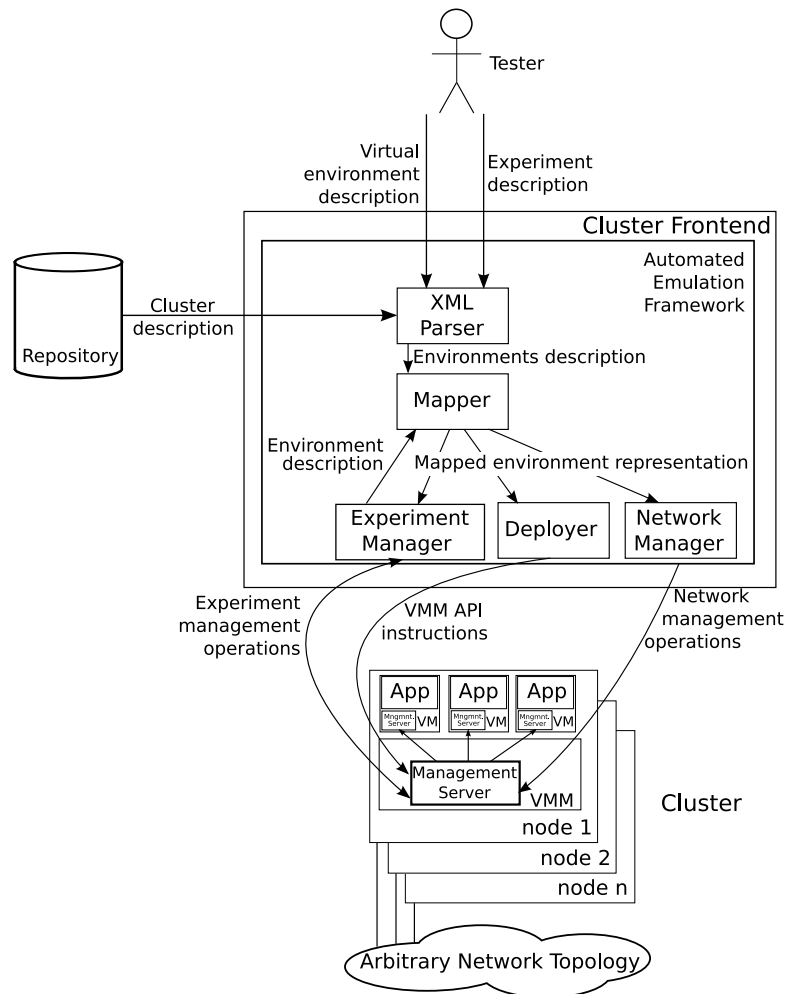 Tester
Virtual
environment
description
Experiment
description
Cluster Frontend
Automated
Emulation
Framework
Cluster
description
Repository
XML
Parser
Environments description
Mapper
Environment
description
Mapped environment representation
Experiment
Manager
Deployer
Network
Manager
Experiment
management
operations
VMM API
instructions
Network
management
operations
App
App
App
Mngmnt.
Server
VM
Mngmnt.
Server
VM
Mngmnt.
Server
VM
Management
Server
VMM
node 1
Cluster
node 2
node n
Arbitrary Network Topology